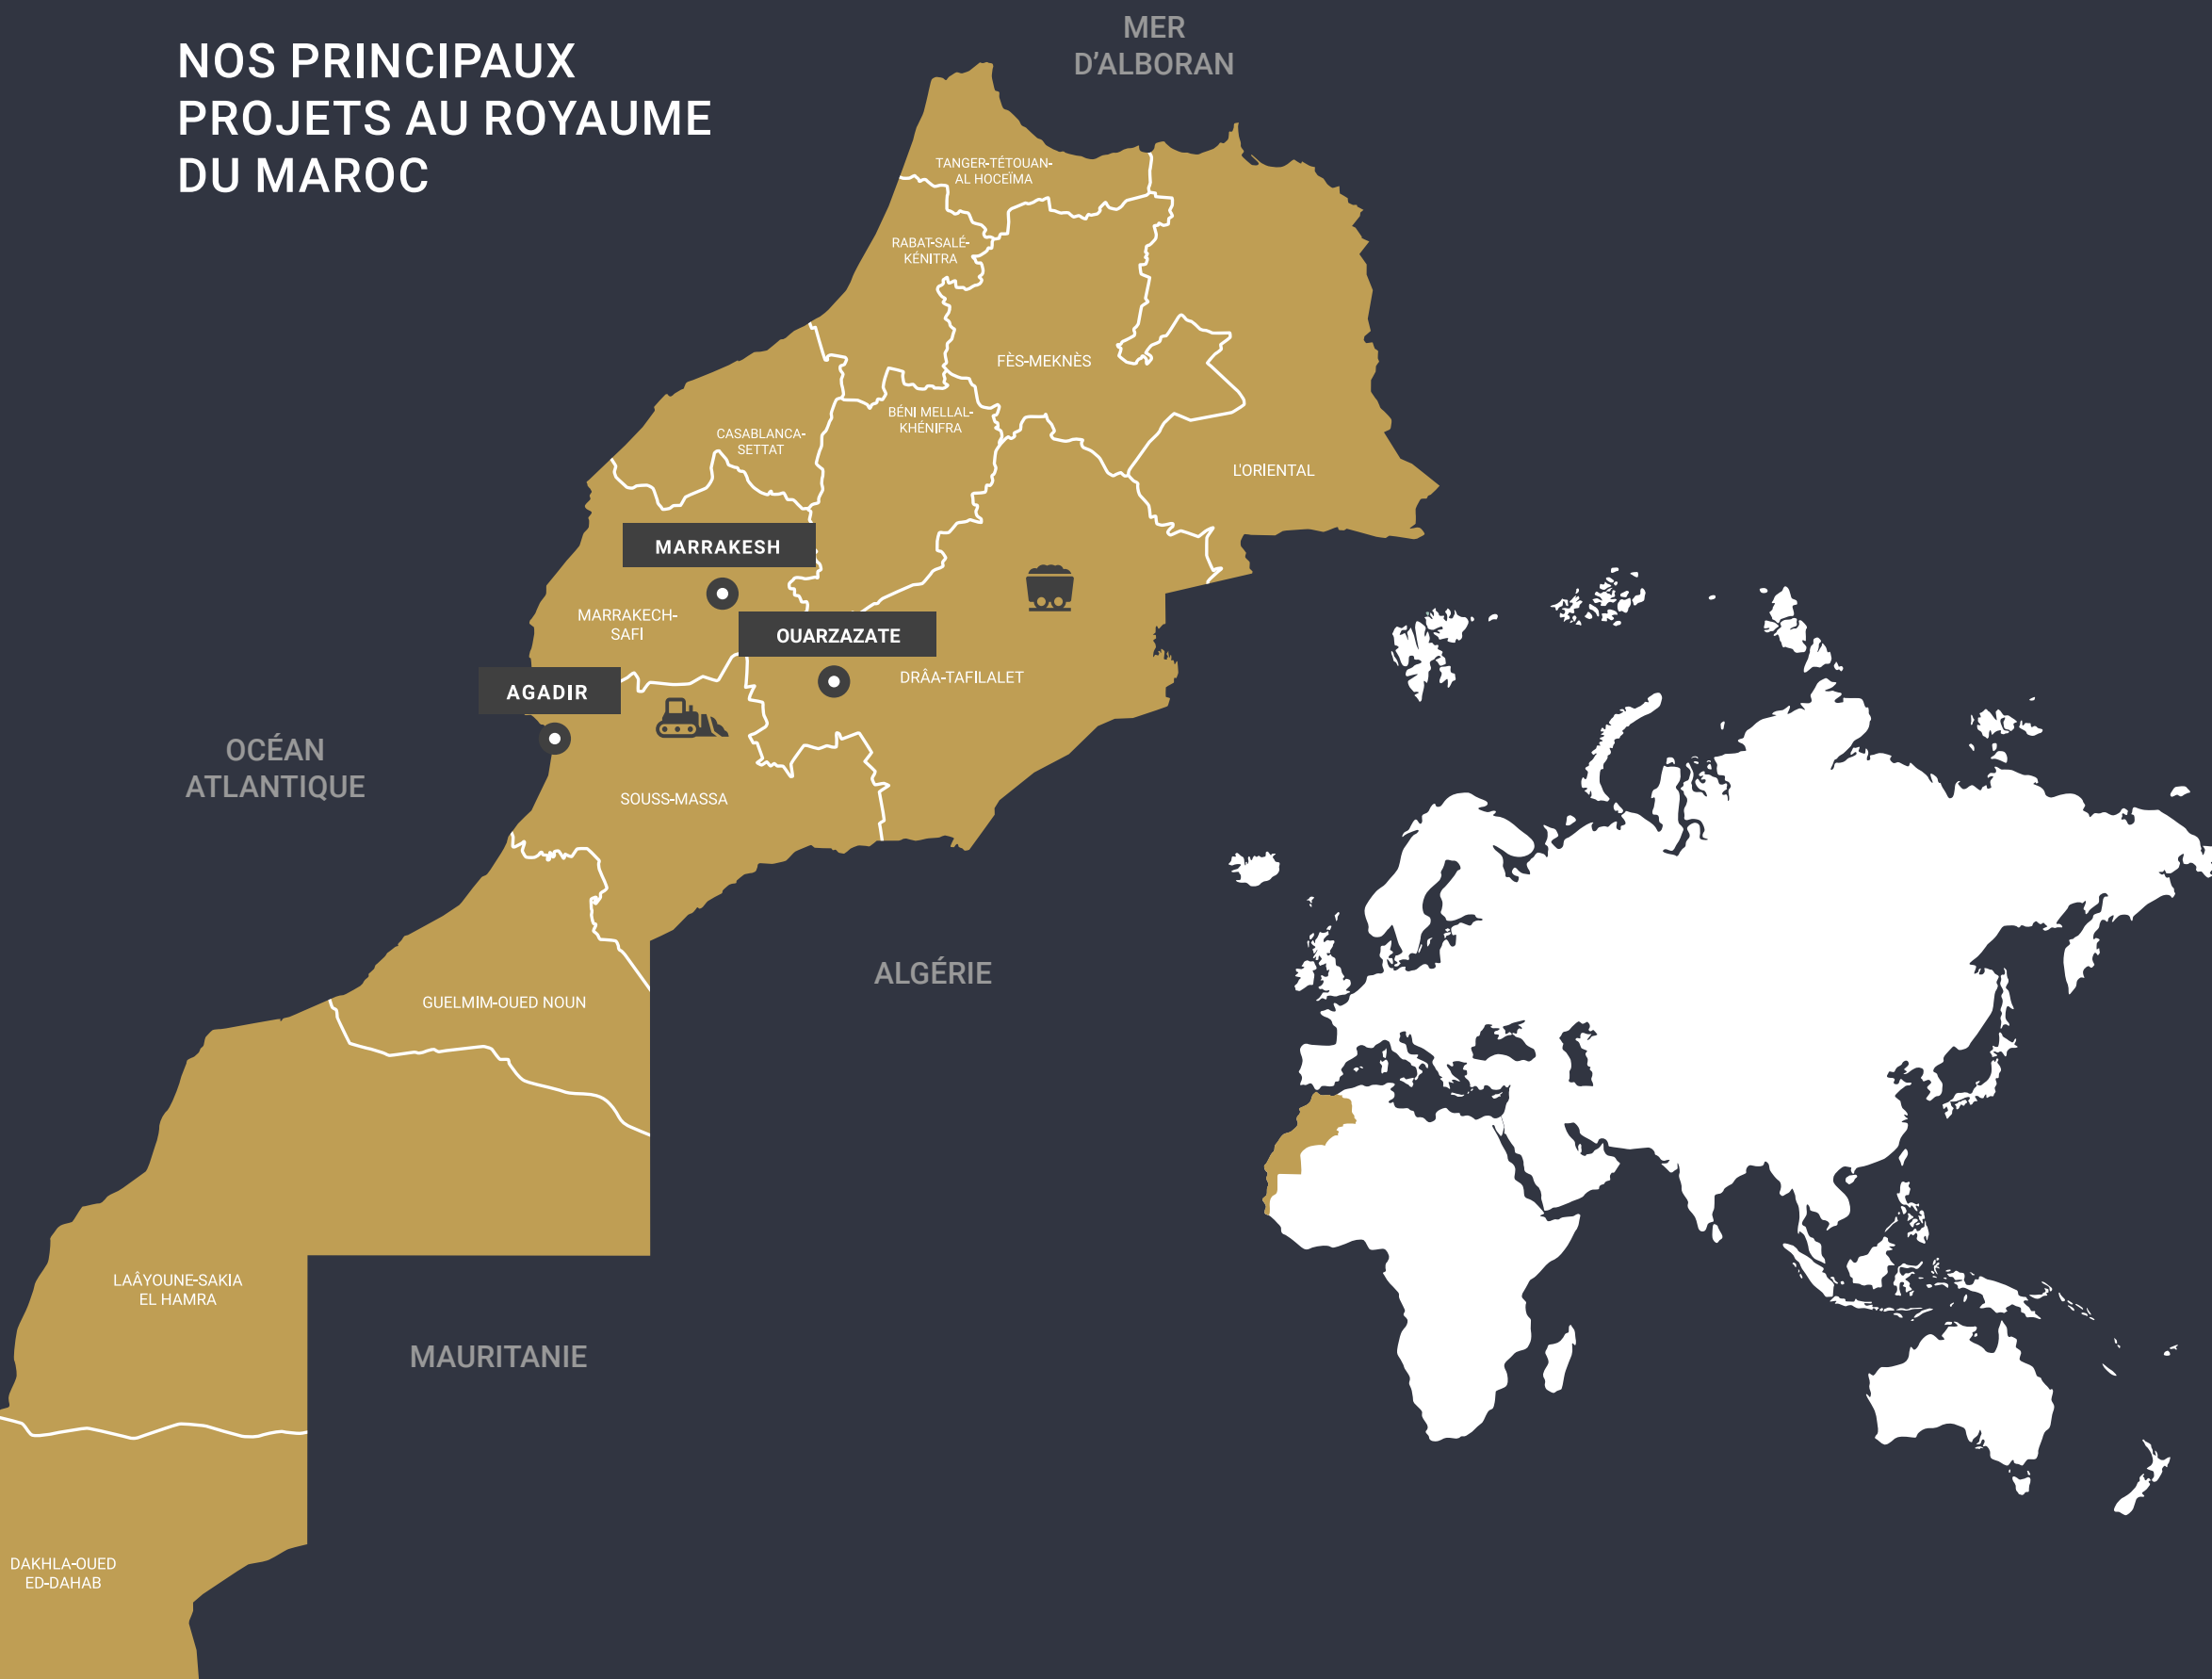 NOS PRINCIPAUX
PROJETS AU ROYAUME
DU MAROC
MER
D’ALBORAN
TANGER-TÉTOUAN-
AL HOCEÏMA
RABAT-SALÉ-
KÉNITRA
FÈS-MEKNÈS
BÉNI MELLAL-
KHÉNIFRA
CASABLANCA-
SETTAT
L'ORIENTAL
MARRAKESH
MARRAKECH-
SAFI
OUARZAZATE
DRÂA-TAFILALET
AGADIR
OCÉAN
ATLANTIQUE
SOUSS-MASSA
ALGÉRIE
GUELMIM-OUED NOUN
LAÂYOUNE-SAKIA
EL HAMRA
MAURITANIE
DAKHLA-OUED
ED-DAHAB